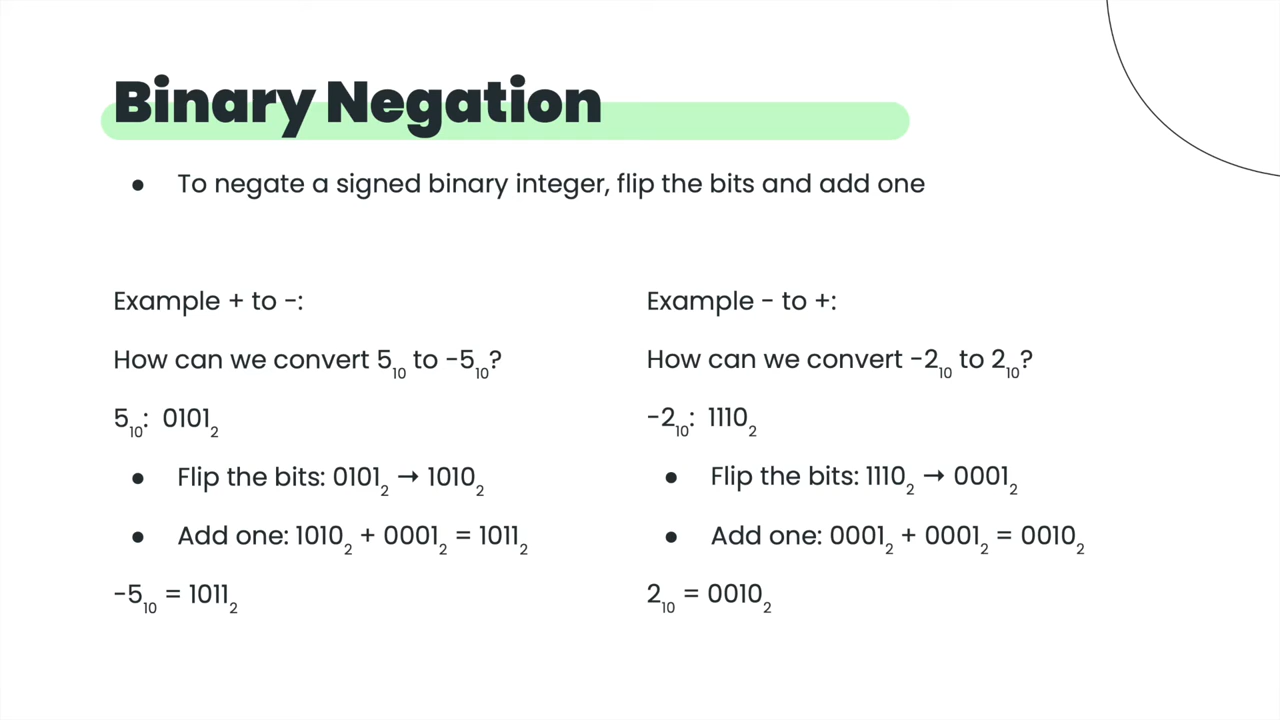 Binary Negation
● To negate a signed binary integer, flip the bits and add one
Example + to -:
How can we convert 5₁₀ to -5₁₀?
5₁₀: 0101₂
● Flip the bits: 0101₂ → 1010₂
● Add one: 1010₂ + 0001₂ = 1011₂
-5₁₀ = 1011₂
Example - to +:
How can we convert -2₁₀ to 2₁₀?
-2₁₀: 1110₂
● Flip the bits: 1110₂ → 0001₂
● Add one: 0001₂ + 0001₂ = 0010₂
2₁₀ = 0010₂